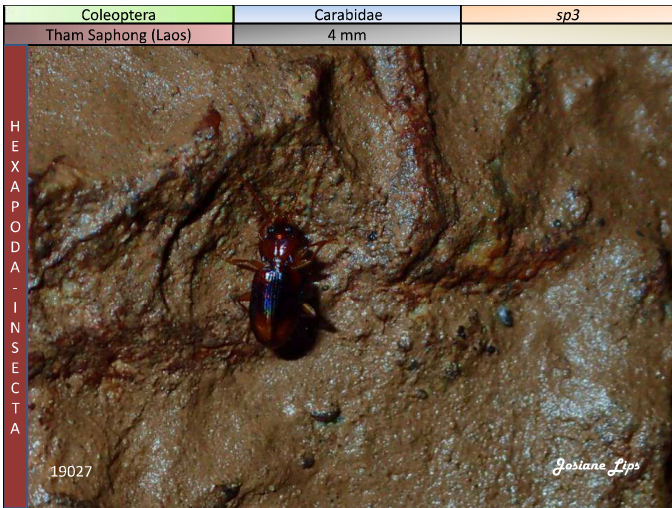 Coleoptera
Carabidae
sp3
Tham Saphong (Laos)
4 mm
HEXAPODA-INSECTA
19027
Josiane Lips